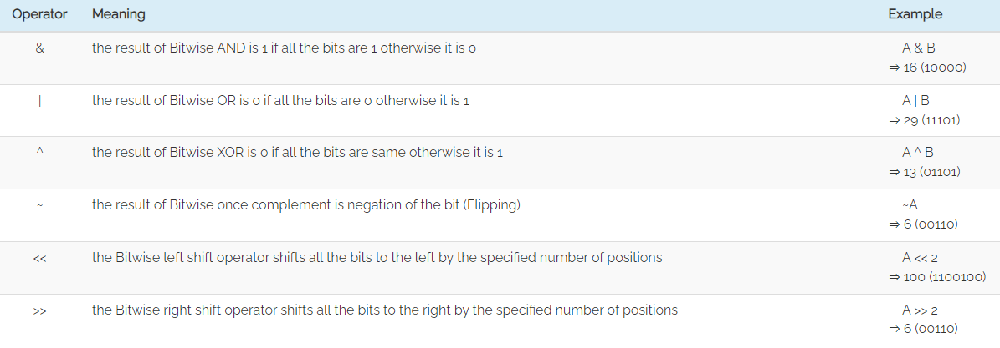 Operator Meaning Example
& the result of Bitwise AND is 1 if all the bits are 1 otherwise it is 0 A & B
⇒ 16 (10000)
| the result of Bitwise OR is 0 if all the bits are 0 otherwise it is 1 A | B
⇒ 29 (11101)
^ the result of Bitwise XOR is 0 if all the bits are same otherwise it is 1 A ^ B
⇒ 13 (01101)
~ the result of Bitwise once complement is negation of the bit (Flipping) ~A
⇒ 6 (00110)
<< the Bitwise left shift operator shifts all the bits to the left by the specified number of positions A << 2
⇒ 100 (1100100)
>> the Bitwise right shift operator shifts all the bits to the right by the specified number of positions A >> 2
⇒ 6 (00110)